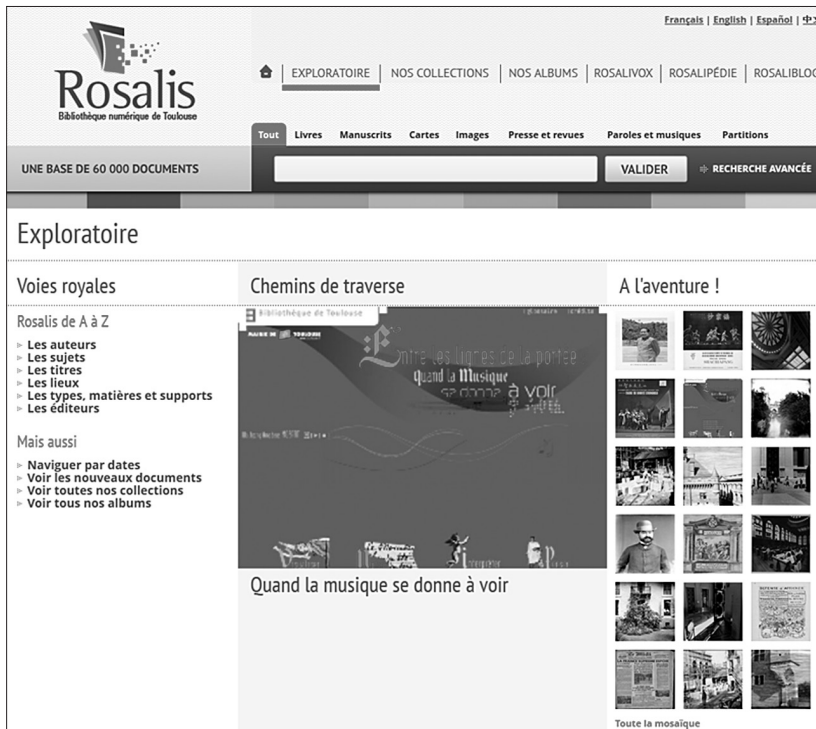 Français | English | Español | 中
Rosalis
Bibliothèque numérique de Toulouse
EXPLORATOIRE | NOS COLLECTIONS | NOS ALBUMS | ROSALIVOX | ROSALIPÉDIE | ROSALIBLOG
Tout Livres Manuscrits Cartes Images Presse et revues Paroles et musiques Partitions
UNE BASE DE 60 000 DOCUMENTS
VALIDER
RECHERCHE AVANCÉE
Exploratoire
Voies royales
Rosalis de A à Z
Les auteurs
Les sujets
Les titres
Les lieux
Les types, matières et supports
Les éditeurs
Mais aussi
Naviguer par dates
Voir les nouveaux documents
Voir toutes nos collections
Voir tous nos albums
Chemins de traverse
Bibliothèque de Toulouse
MAIRIE DE TOULOUSE
Entre les lignes de la portée
quand la Musique
se donne à voir
Quand la musique se donne à voir
A l'aventure !
Toute la mosaïque